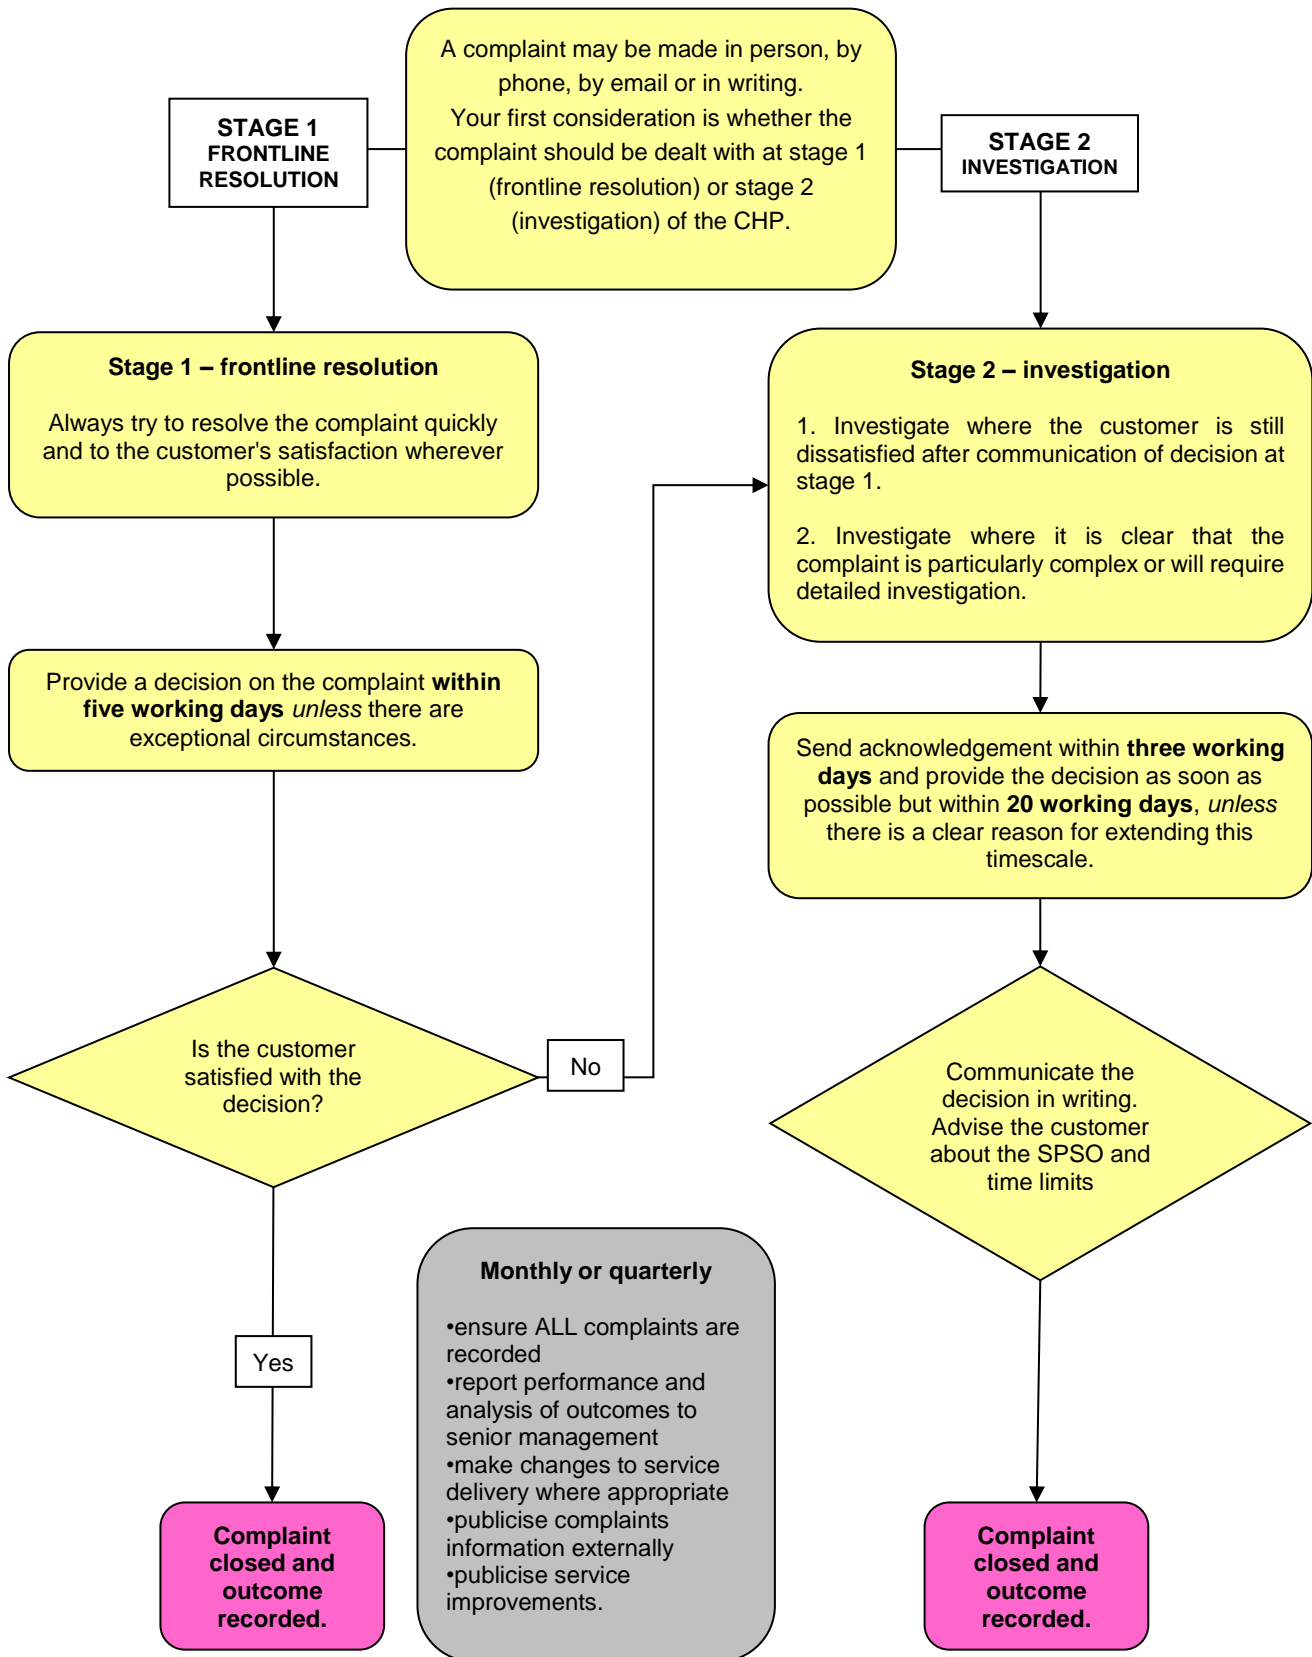 A complaint may be made in person, by
phone, by email or in writing.
Your first consideration is whether the
complaint should be dealt with at stage 1
(frontline resolution) or stage 2
(investigation) of the CHP.
STAGE 1
FRONTLINE
RESOLUTION
STAGE 2
INVESTIGATION
Stage 1 – frontline resolution
Always try to resolve the complaint quickly
and to the customer's satisfaction wherever
possible.
Provide a decision on the complaint within
five working days unless there are
exceptional circumstances.
Is the customer
satisfied with the
decision?
No
Yes
Complaint
closed and
outcome
recorded.
Stage 2 – investigation
1. Investigate where the customer is still
dissatisfied after communication of decision at
stage 1.
2. Investigate where it is clear that the
complaint is particularly complex or will require
detailed investigation.
Send acknowledgement within three working
days and provide the decision as soon as
possible but within 20 working days, unless
there is a clear reason for extending this
timescale.
Communicate the
decision in writing.
Advise the customer
about the SPSO and
time limits
Complaint
closed and
outcome
recorded.
Monthly or quarterly
•ensure ALL complaints are
recorded
•report performance and
analysis of outcomes to
senior management
•make changes to service
delivery where appropriate
•publicise complaints
information externally
•publicise service
improvements.